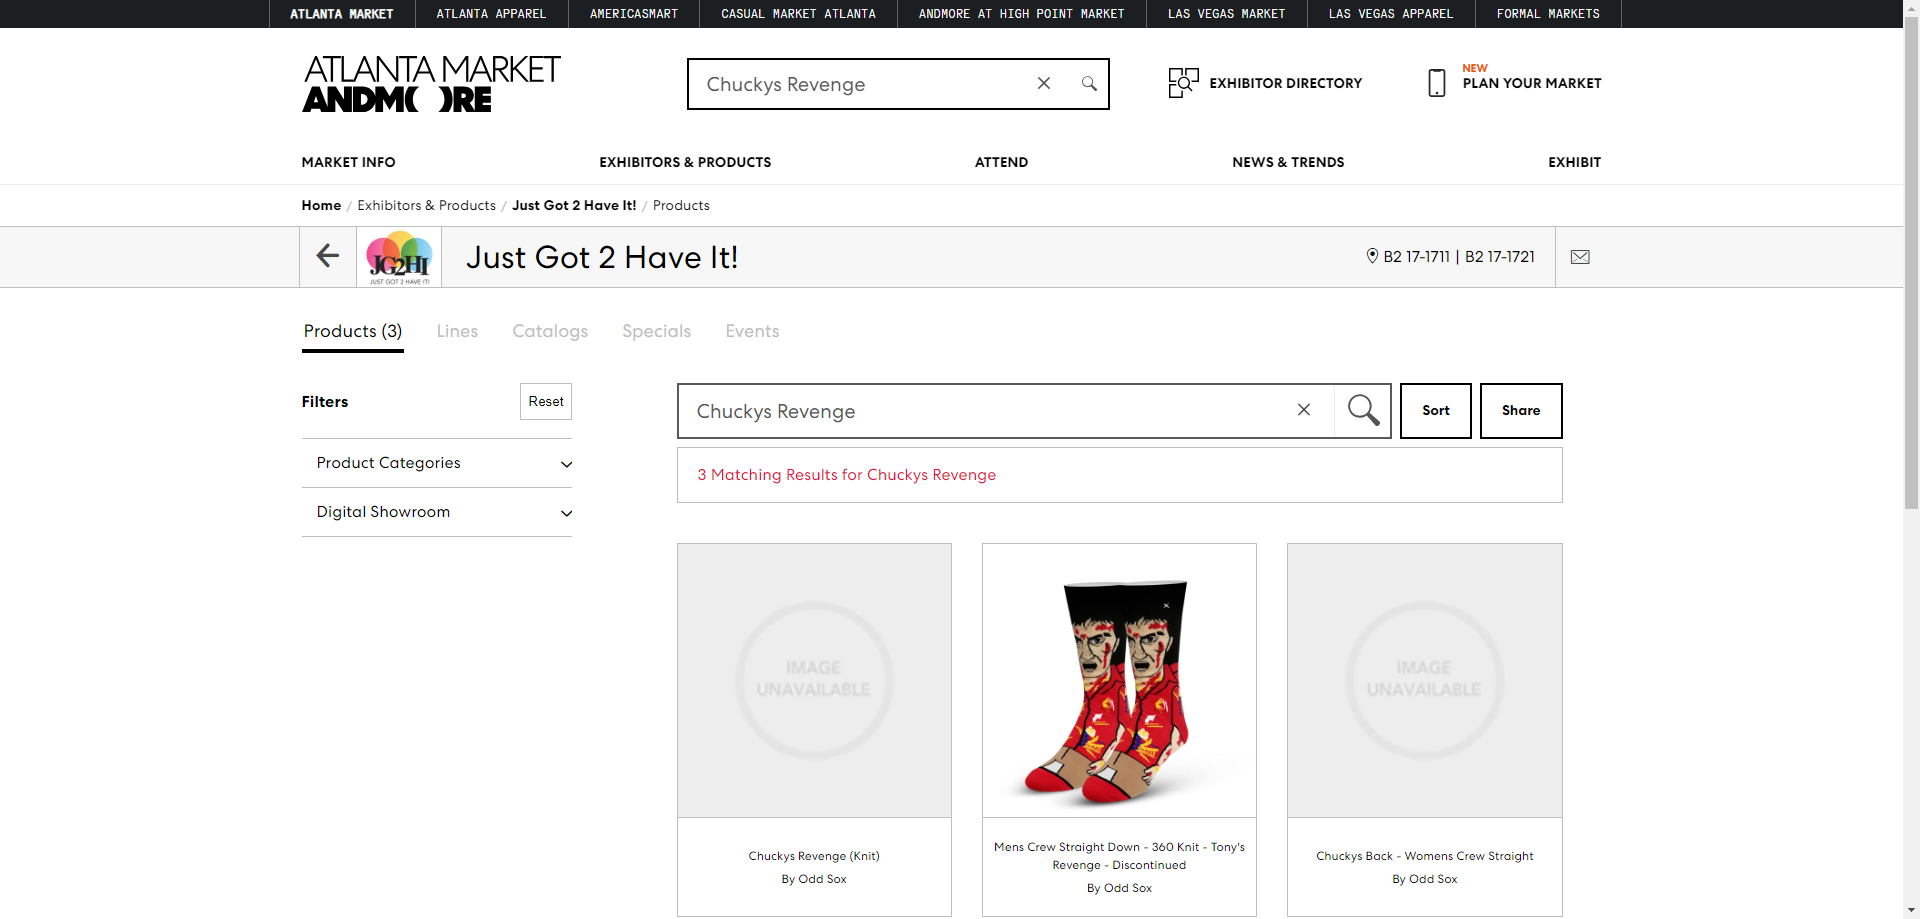 ATLANTA MARKET
ATLANTA APPAREL
AMERICASMART
CASUAL MARKET ATLANTA
ANDMORE AT HIGH POINT MARKET
LAS VEGAS MARKET
LAS VEGAS APPAREL
FORMAL MARKETS
ATLANTA MARKET
ANDMORE
Chuckys Revenge
EXHIBITOR DIRECTORY
NEW
PLAN YOUR MARKET
MARKET INFO
EXHIBITORS & PRODUCTS
ATTEND
NEWS & TRENDS
EXHIBIT
Home / Exhibitors & Products / Just Got 2 Have It! / Products
JG2HI
JUST GOT 2 HAVE IT!
Just Got 2 Have It!
B2 17-1711 | B2 17-1721
Products (3)
Lines
Catalogs
Specials
Events
Filters
Reset
Product Categories
Digital Showroom
Chuckys Revenge
Sort
Share
3 Matching Results for Chuckys Revenge
IMAGE
UNAVAILABLE
Chuckys Revenge (Knit)
By Odd Sox
Mens Crew Straight Down - 360 Knit - Tony's
Revenge - Discontinued
By Odd Sox
IMAGE
UNAVAILABLE
Chuckys Back - Womens Crew Straight
By Odd Sox